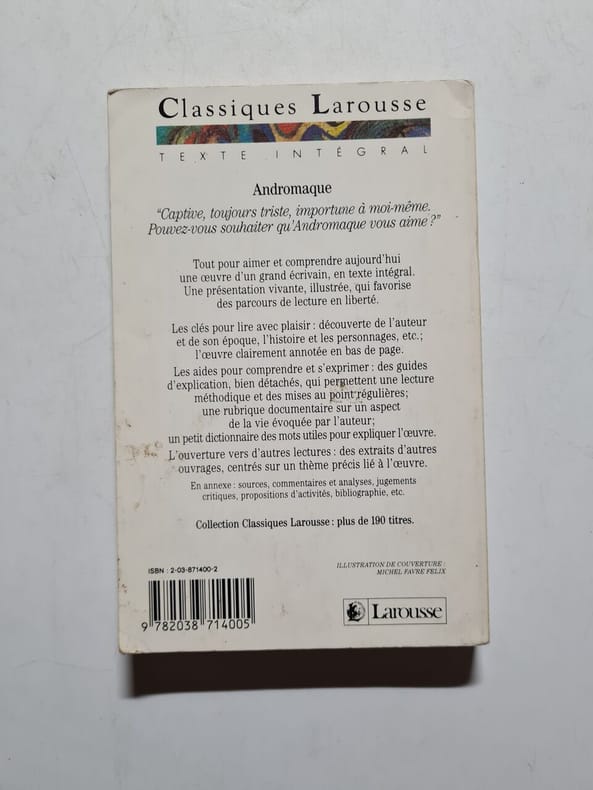 Classiques Larousse
TEXTE INTÉGRAL
Andromaque
“Captive, toujours triste, importune à moi-même.
Pouvez-vous souhaiter qu'Andromaque vous aime ?”
Tout pour aimer et comprendre aujourd'hui
une œuvre d'un grand écrivain, en texte intégral.
Une présentation vivante, illustrée, qui favorise
des parcours de lecture en liberté.
Les clés pour lire avec plaisir : découverte de l'auteur
et de son époque, l'histoire et les personnages, etc. ;
l'œuvre clairement annotée en bas de page.
Les aides pour comprendre et s'exprimer : des guides
d'explication, bien détachés, qui permettent une lecture
méthodique et des mises au point régulières ;
une rubrique documentaire sur un aspect
de la vie évoquée par l'auteur ;
un petit dictionnaire des mots utiles pour expliquer l'œuvre.
L'ouverture vers d'autres lectures : des extraits d'autres
ouvrages, centrés sur un thème précis lié à l'œuvre.
En annexe : sources, commentaires et analyses, jugements
critiques, propositions d'activités, bibliographie, etc.
Collection Classiques Larousse : plus de 190 titres.
ISBN : 2-03-871400-2
ILLUSTRATION DE COUVERTURE :
MICHEL FAVRE FELIX
9 782038 714005
Larousse